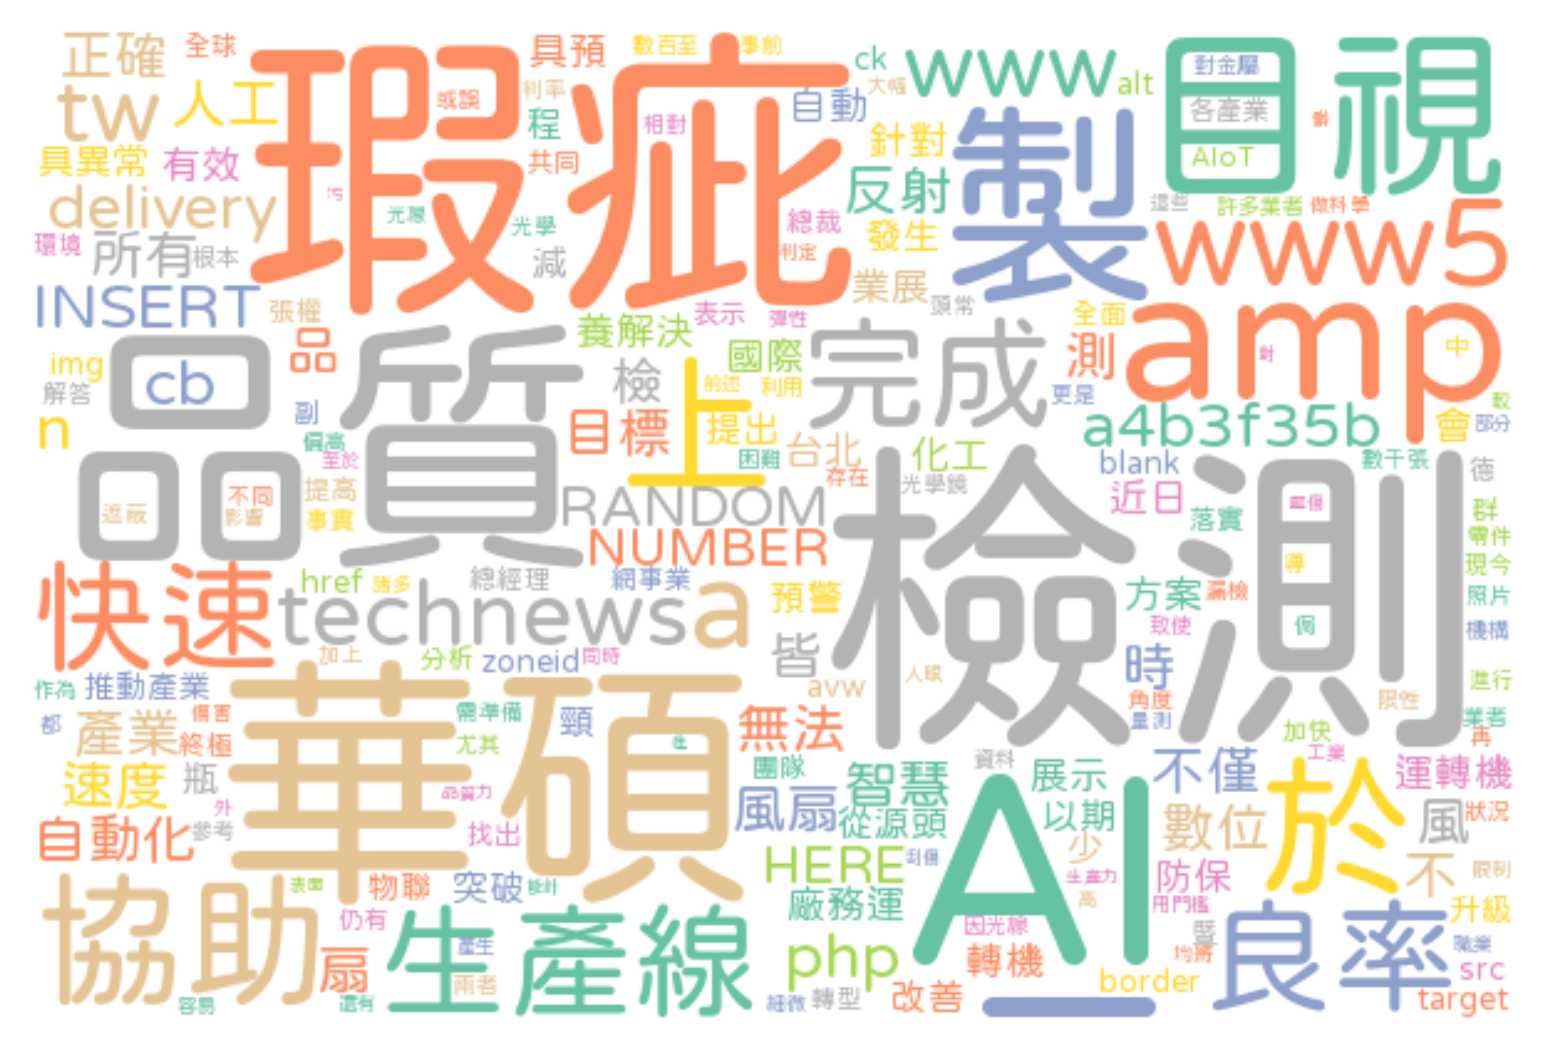 正確
全球
具預
數百至
事前
ck
www
alt
目視
對金屬
各產業
AIoT
tw
人工
瑕疵
或誤
判率
程
相對
自動
大幅
針對
製
具異常
有效
共同
反射
這些
許多業者
做科學
delivery
污
光線
光學
總裁
發生
www5
環境
所有
根本
減
判定
業展
INSERT
張權
品
養解決
表示
彈性
頭常
全面
amp
img
解答
cb
品質
檢
國際
完成
測
對
中
n
副
目標
上
前述
利用
提出
更是
a4b3f35b
會
較
部分
偏高
至於
困難
台北
存在
化工
光學鏡
blank
數千張
德
遮蔽
不同
影響
提高
事實
RANDOM
NUMBER
檢測
近日
落實
群
零件
快速
href
諸多
總經理
網事業
technews
a
預警
方案
漏檢
導
現今
照片
致使
機構
加上
分析
zoneid
同時
皆
avw
人眼
時
角度
量測
限性
進行
作為
推動產業
都
產業
傷害
終極
華碩
需準備
尤其
頸
無法
加快
業者
再
速度
瓶
外
參考
品質力
團隊
智慧
資料
展示
不僅
工業
運轉機
自動化
找出
風扇
從源頭
以期
數位
於
風
狀況
協助
表面
物聯
突破
設計
HERE
刮傷
AI
少
生產力
高
防保
用門檻
不
限制
仍有
廠務運
因光線
升級
扇
生產線
產生
兩者
php
轉機
均將
良率
職業
border
src
容易
還有
細微
轉型
改善
target